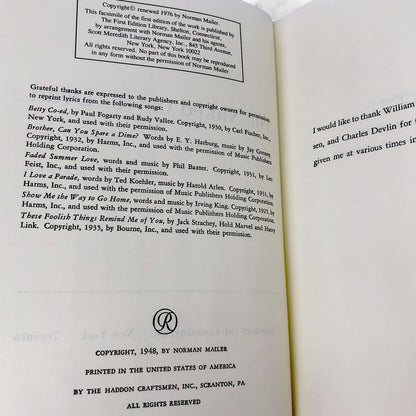 Copyright© renewed 1976 by Norman Mailer
This facsimile of the first edition of the work is published by
The First Edition Library, Shelton, Connecticut,
by arrangement with Norman Mailer and his agents,
Scott Meredith Literary Agency, Inc., 845 Third Avenue,
New York, New York 10022
All rights reserved. No part of this book may be reproduced
in any form without the permission of Norman Mailer.
Grateful thanks are expressed to the publishers and copyright owners for permission
to reprint lyrics from the following songs:
Betty Co-ed, by Paul Fogarty and Rudy Vallee. Copyright, 1930, by Carl Fischer, Inc.,
New York, and used with their permission.
Brother, Can You Spare a Dime? Words by E. Y. Harburg, music by Jay Gorney.
Copyright, 1932, by Harms, Inc., and used with permission of Music Publishers
Holding Corporation.
Faded Summer Love, words and music by Phil Baxter. Copyright, 1931, by Leo
Feist, Inc., and used with their permission.
I Love a Parade, words by Ted Koehler, music by Harold Arlen. Copyright, 1931, by
Harms, Inc., and used with permission of Music Publishers Holding Corporation.
Show Me the Way to Go Home, words and music by Irving King. Copyright, 1925, by
Harms, Inc., and used with permission of Music Publishers Holding Corporation.
These Foolish Things Remind Me of You, by Jack Strachey, Hold Marvel and Harry
Link. Copyright, 1935, by Bourne, Inc., and used with their permission.
R
COPYRIGHT, 1948, BY NORMAN MAILER
PRINTED IN THE UNITED STATES OF AMERICA
BY THE HADDON CRAFTSMEN, INC., SCRANTON, PA
ALL RIGHTS RESERVED
I would like to thank William
sen, and Charles Devlin for t
given me at various times in